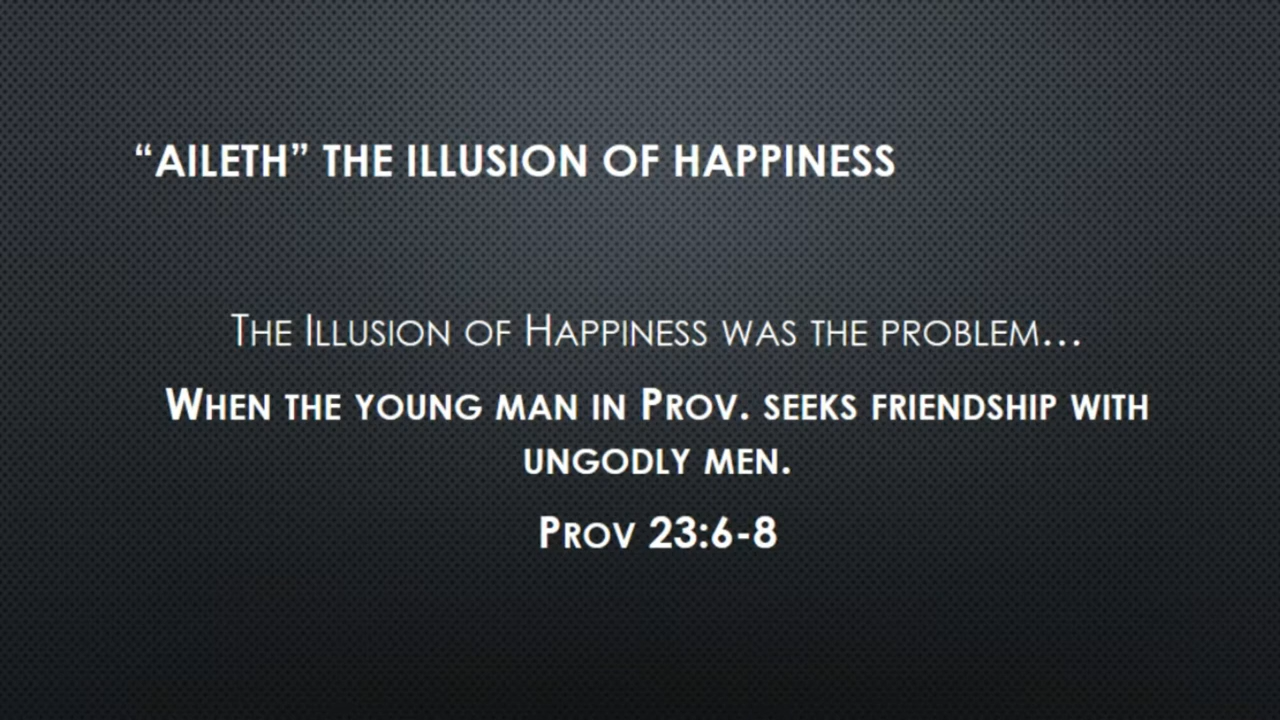 “AILETH” THE ILLUSION OF HAPPINESS
THE ILLUSION OF HAPPINESS WAS THE PROBLEM…
WHEN THE YOUNG MAN IN PROV. SEEKS FRIENDSHIP WITH
UNGODLY MEN.
PROV 23:6-8